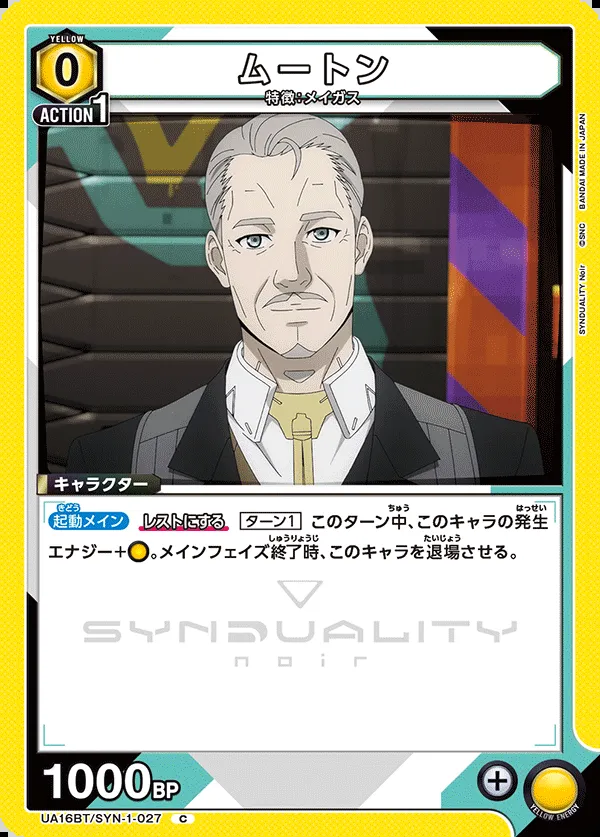 YELLOW
0
ACTION 1
ムートン
特徴:メイガス
SYNDUALITY Noir ©SNC BANDAI MADE IN JAPAN
キャラクター
起動メイン レストにする ターン1 このターン中、このキャラの発生
エナジー+。メインフェイズ終了時、このキャラを退場させる。
SYNDUALITY
noir
1000BP
+
YELLOW ENERGY
UA16BT/SYN-1-027 C